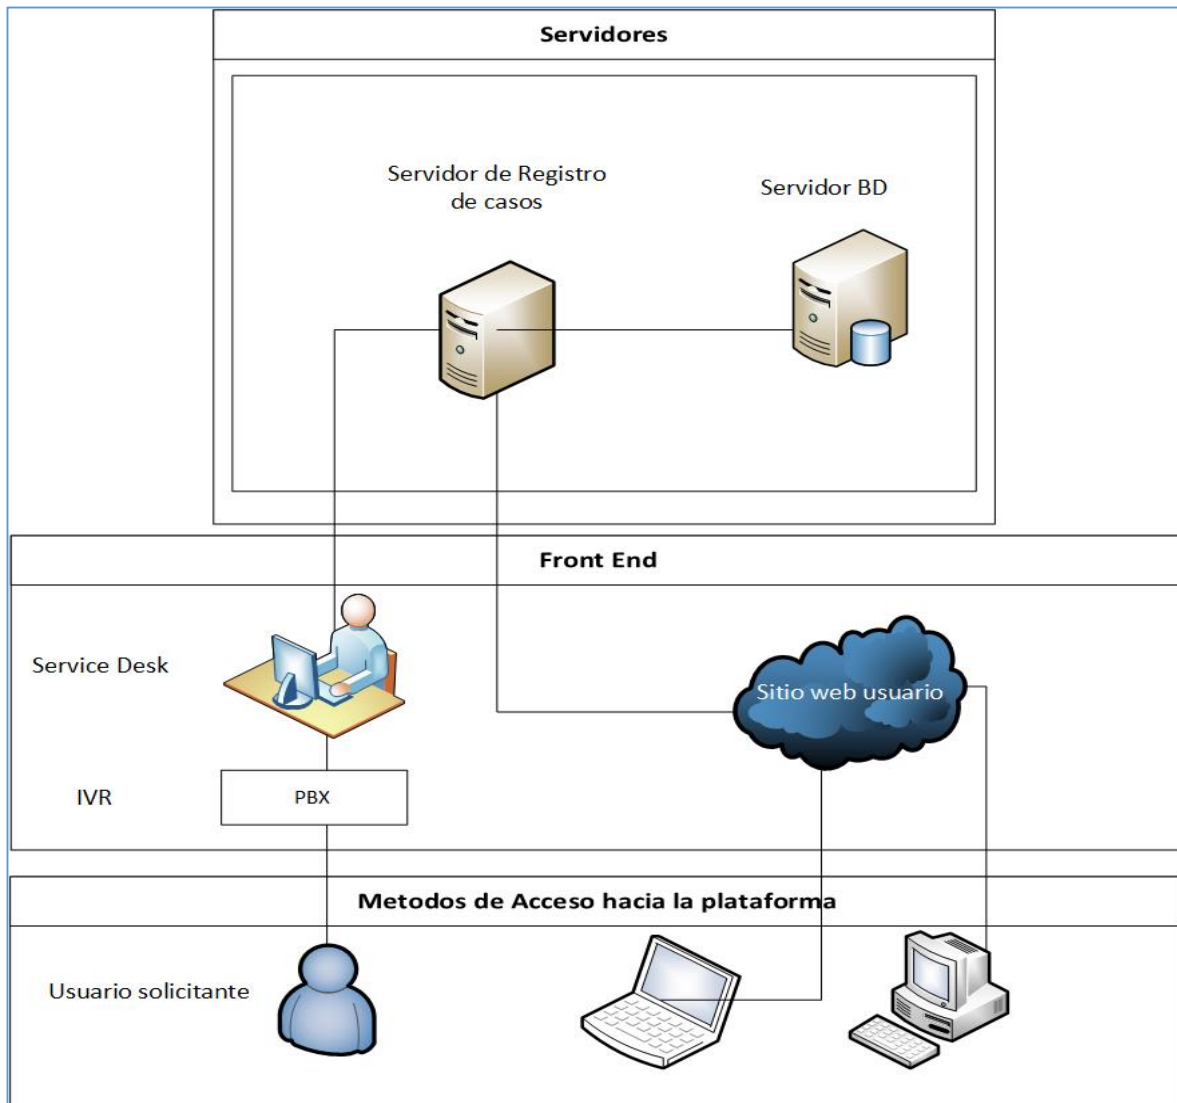 Servidores
Servidor de Registro
de casos
Servidor BD
Front End
Service Desk
Sitio web usuario
IVR
PBX
Metodos de Acceso hacia la plataforma
Usuario solicitante